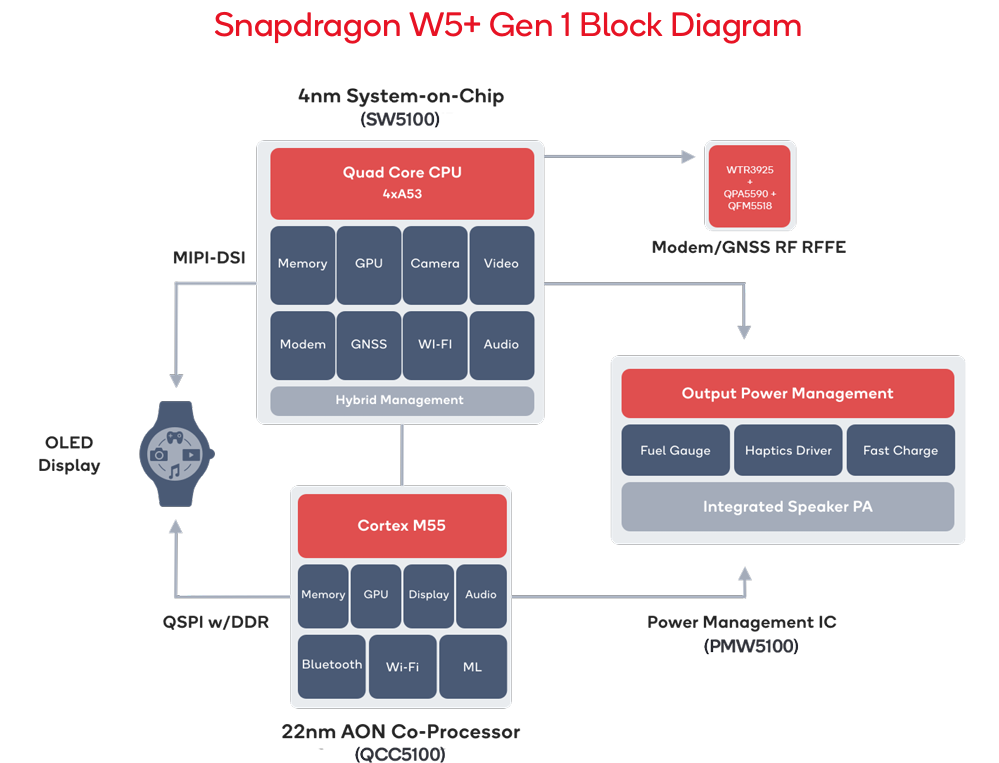 Snapdragon W5+ Gen 1 Block Diagram
4nm System-on-Chip
(SW5100)
Quad Core CPU
4xA53
Memory
GPU
Camera
Video
Modem
GNSS
WI-FI
Audio
Hybrid Management
WTR3925
+
QPA5590 +
QFM5518
Modem/GNSS RF RFFE
MIPI-DSI
OLED
Display
QSPI w/DDR
Output Power Management
Fuel Gauge
Haptics Driver
Fast Charge
Integrated Speaker PA
Power Management IC
(PMW5100)
Cortex M55
Memory
GPU
Display
Audio
Bluetooth
Wi-Fi
ML
22nm AON Co-Processor
(QCC5100)